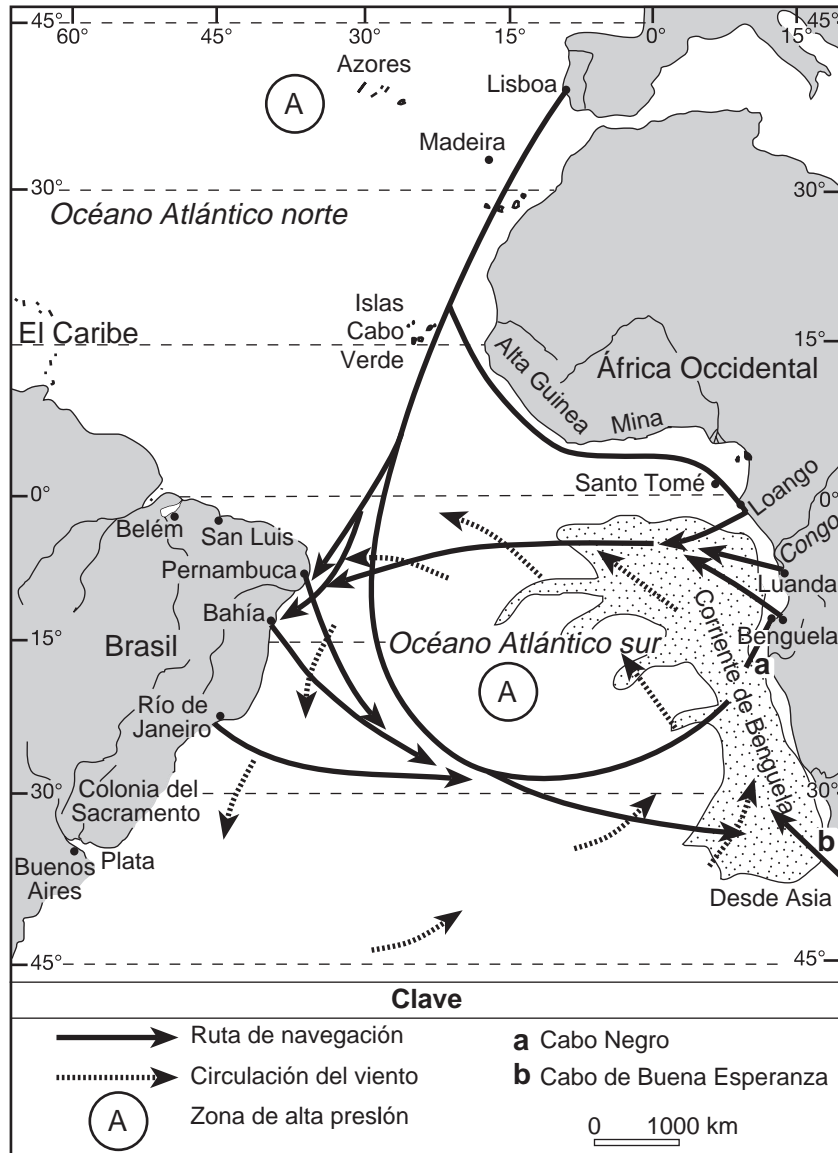 45°
60°
45°
30°
15°
0°
15°
45°
Azores
A
Lisboa
Madeira
30°
30°
Océano Atlántico norte
Islas
Cabo
Verde
El Caribe
15°
15°
Alta Guinea
África Occidental
Mina
Santo Tomé
Loango
0°
0°
Belém
San Luis
Congo
Pernambuca
Luanda
Bahía
Benguela
15°
15°
Brasil
Océano Atlántico sur
Corriente de Benguela
a
A
Río de
Janeiro
Colonia del
Sacramento
30°
30°
b
Plata
Buenos
Aires
Desde Asia
45°
45°
Clave
Ruta de navegación
a Cabo Negro
Circulación del viento
b Cabo de Buena Esperanza
A
Zona de alta preslón
0 1000 km